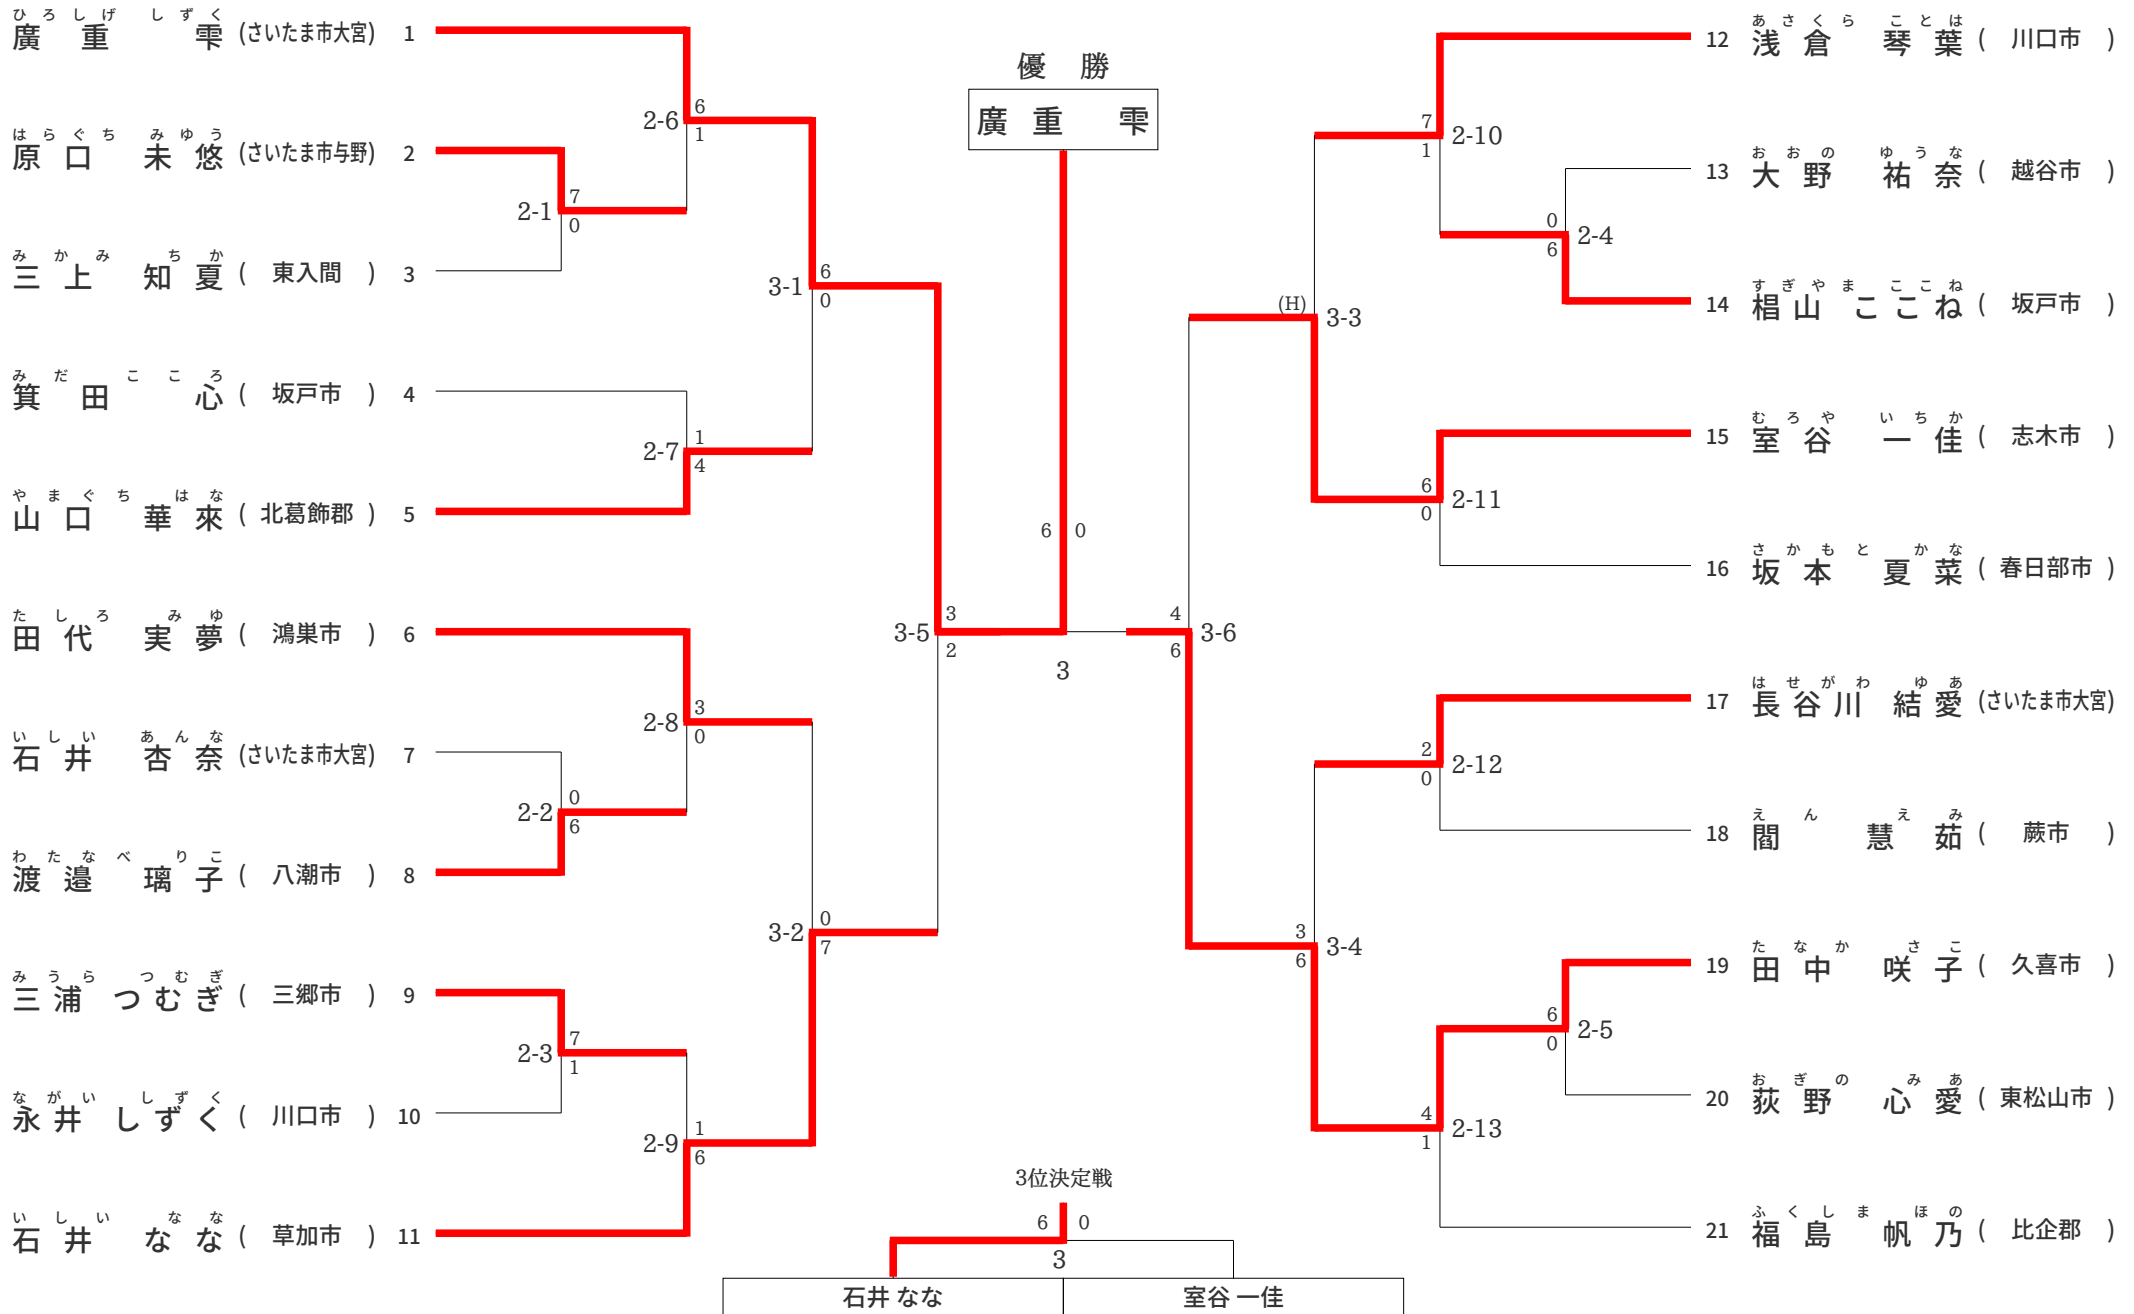 ひろしげ しずく
廣重 雫 (さいたま市大宮) 1
はらぐち みゆう
原口 未悠 (さいたま市与野) 2
みかみ ちか
三上 知夏 ( 東入間 ) 3
みだ こころ
箕田 心 ( 坂戸市 ) 4
やまぐち はな
山口 華來 ( 北葛飾郡 ) 5
たしろ みゆ
田代 実夢 ( 鴻巣市 ) 6
いしい あんな
石井 杏奈 (さいたま市大宮) 7
わたなべ りこ
渡邉 璃子 ( 八潮市 ) 8
みうら つむぎ
三浦 つむぎ ( 三郷市 ) 9
ながい しずく
永井 しずく ( 川口市 ) 10
いしい なな
石井 なな ( 草加市 ) 11
2-1
7
0
2-2
0
6
2-3
7
1
2-6
6
1
2-7
1
4
2-8
3
0
2-9
1
6
3-1
6
0
3-2
0
7
3-5
3
2
優 勝
廣重 雫
6 0
3
4
6
3-6
(H)
3-3
3
6
3-4
7
1
2-10
6
0
2-11
2
0
2-12
4
1
2-13
0
6
2-4
6
0
2-5
あさくら ことは
12 浅倉 琴葉 ( 川口市 )
おおの ゆうな
13 大野 祐奈 ( 越谷市 )
すぎやま ここね
14 椙山 ここね ( 坂戸市 )
むろや いちか
15 室谷 一佳 ( 志木市 )
さかもと かな
16 坂本 夏菜 ( 春日部市 )
はせがわ ゆあ
17 長谷川 結愛 (さいたま市大宮)
えん えみ
18 閻 慧茹 ( 蕨市 )
たなか さこ
19 田中 咲子 ( 久喜市 )
おぎの みあ
20 荻野 心愛 ( 東松山市 )
ふくしま ほの
21 福島 帆乃 ( 比企郡 )
3位決定戦
6 0
3
石井 なな 室谷 一佳